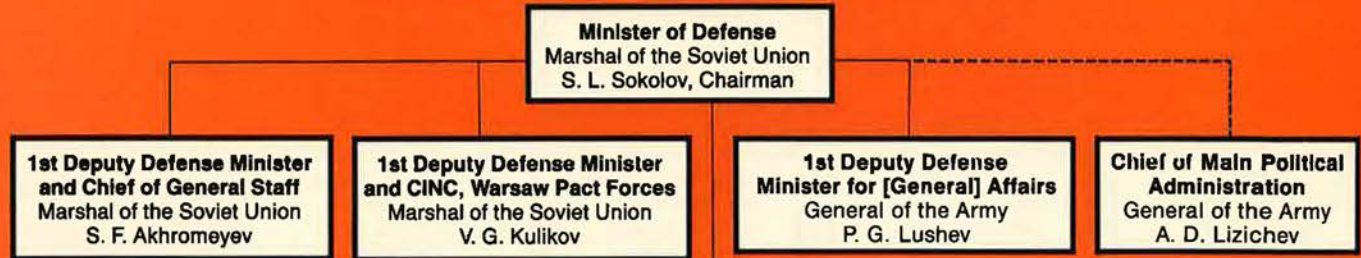 Minister of Defense
Marshal of the Soviet Union
S. L. Sokolov, Chairman
1st Deputy Defense Minister
and Chief of General Staff
Marshal of the Soviet Union
S. F. Akhromeyev
1st Deputy Defense Minister
and CINC, Warsaw Pact Forces
Marshal of the Soviet Union
V. G. Kulikov
1st Deputy Defense
Minister for [General] Affairs
General of the Army
P. G. Lushev
Chief of Main Political
Administration
General of the Army
A. D. Lizichev